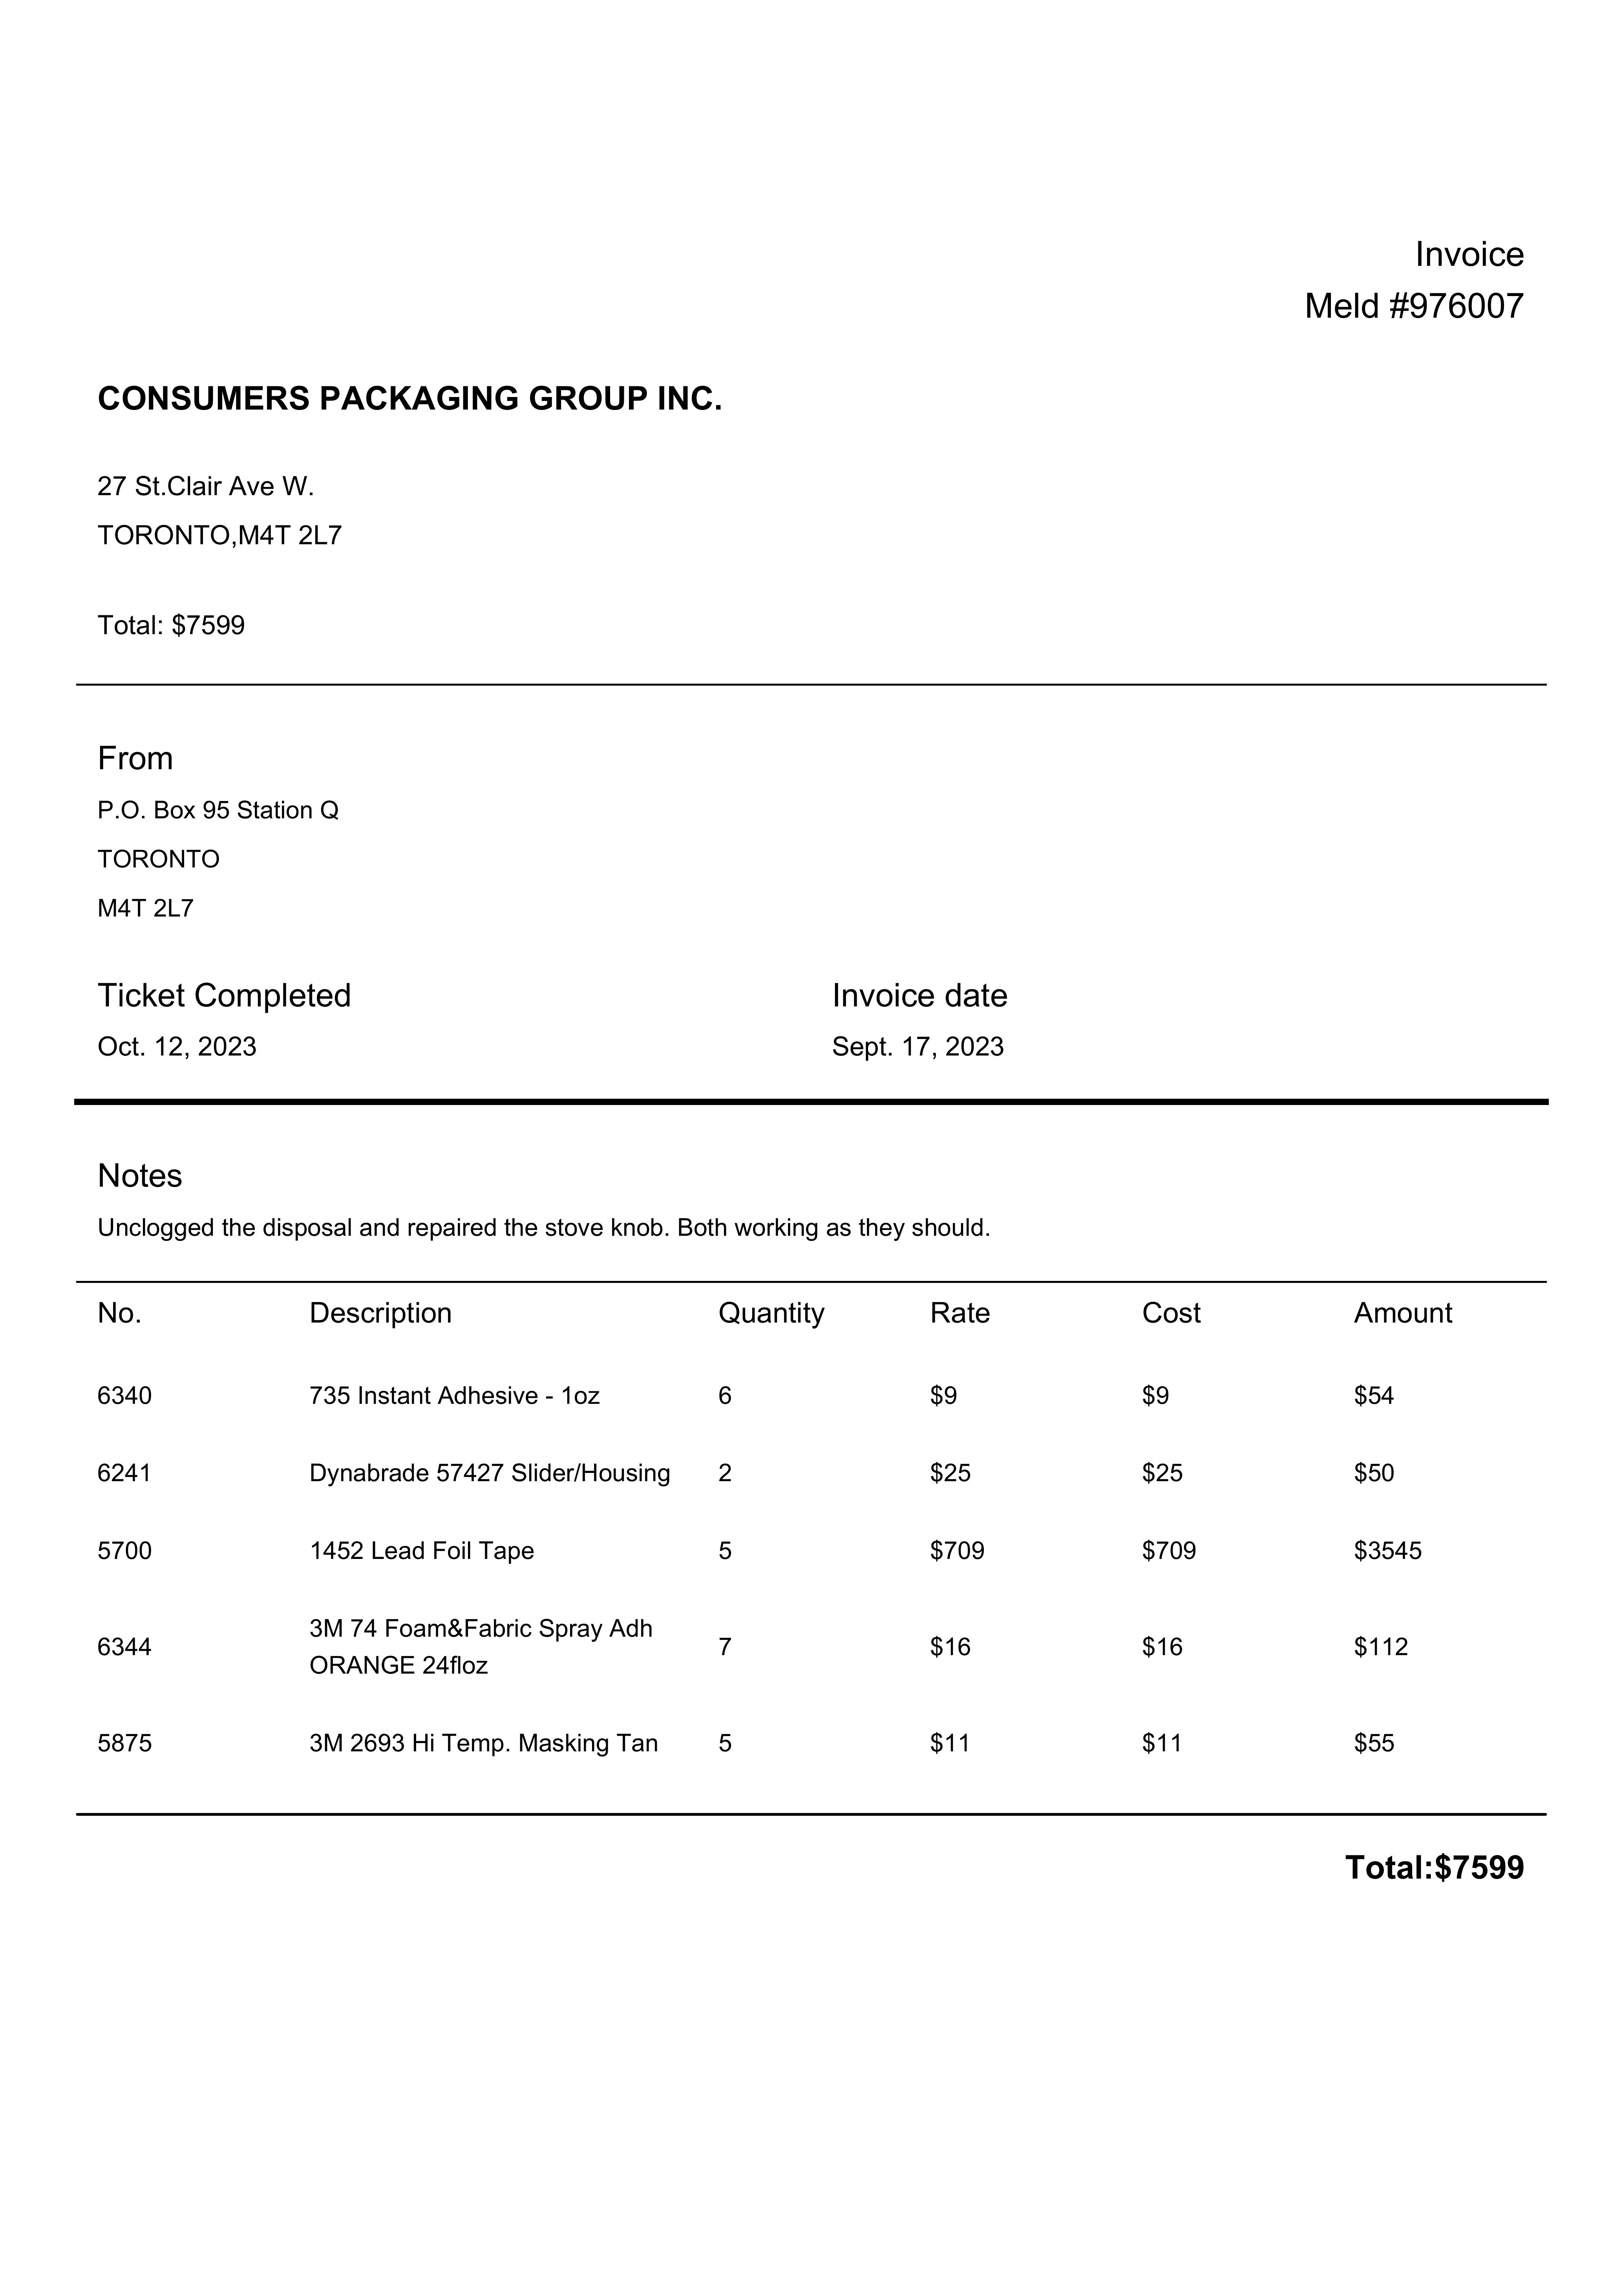 Invoice
Meld #976007
CONSUMERS PACKAGING GROUP INC.
27 St.Clair Ave W.
TORONTO,M4T 2L7
Total: $7599
From
P.O. Box 95 Station Q
TORONTO
M4T 2L7
Ticket Completed Invoice date
Oct. 12, 2023 Sept. 17, 2023
Notes
Unclogged the disposal and repaired the stove knob. Both working as they should.
No. Description Quantity Rate Cost Amount
6340 735 Instant Adhesive - 1oz 6 $9 $9 $54
6241 Dynabrade 57427 Slider/Housing 2 $25 $25 $50
5700 1452 Lead Foil Tape 5 $709 $709 $3545
6344 3M 74 Foam&Fabric Spray Adh 7 $16 $16 $112
ORANGE 24floz
5875 3M 2693 Hi Temp. Masking Tan 5 $11 $11 $55
Total:$7599